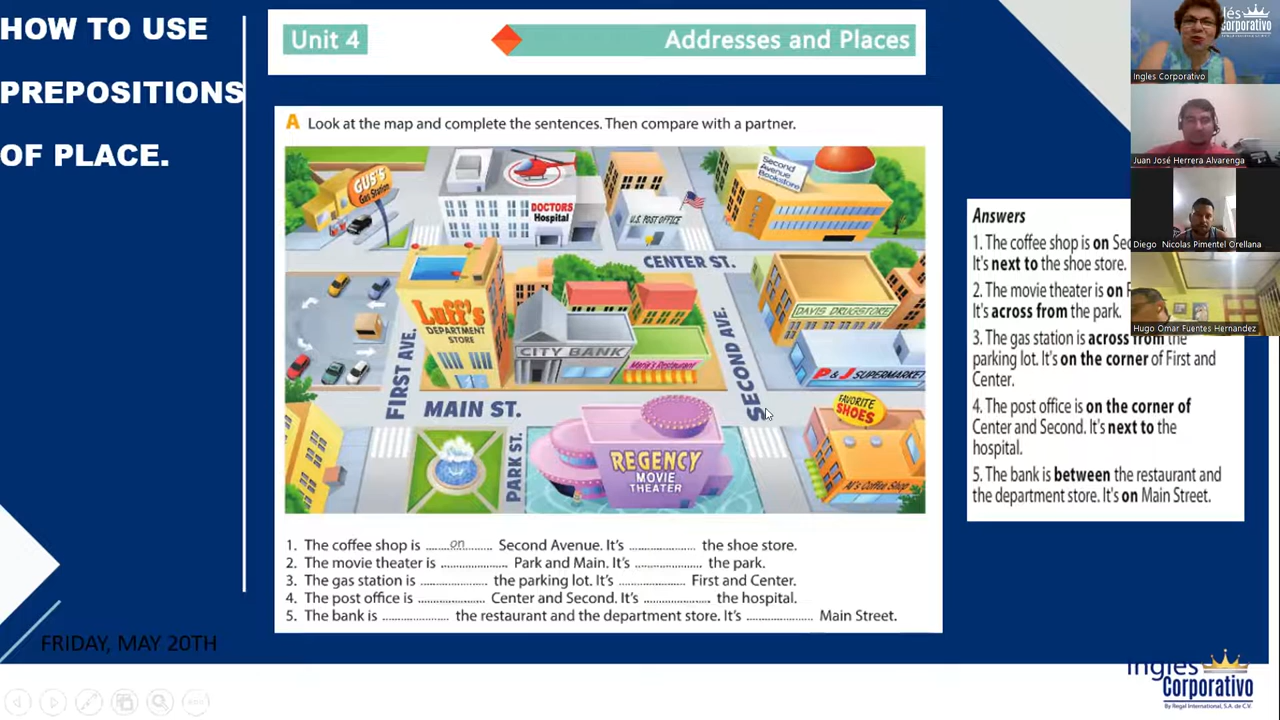 HOW TO USE
PREPOSITIONS
OF PLACE.
Unit 4
Addresses and Places
A Look at the map and complete the sentences. Then compare with a partner.
GUS'S
Gas Station
DOCTORS
Hospital
U.S. POST OFFICE
Second
Avenue
Bookstore
CENTER ST.
Luff's
DEPARTMENT
STORE
CITY BANK
Maria's Restaurant
DAVIS DRUGSTORE
P & J SUPERMARKET
FIRST AVE.
SECOND AVE.
MAIN ST.
PARK ST.
REGENCY
MOVIE
THEATER
FAVORITE
SHOES
Al's Coffee Shop
1. The coffee shop is on Second Avenue. It's ................ the shoe store.
2. The movie theater is ................ Park and Main. It's ................ the park.
3. The gas station is ................ the parking lot. It's ................ First and Center.
4. The post office is ................ Center and Second. It's ................ the hospital.
5. The bank is ................ the restaurant and the department store. It's ................ Main Street.
Answers
1. The coffee shop is on Sec
It's next to the shoe store.
2. The movie theater is on
It's across from the park.
3. The gas station is across from the
parking lot. It's on the corner of First and
Center.
4. The post office is on the corner of
Center and Second. It's next to the
hospital.
5. The bank is between the restaurant and
the department store. It's on Main Street.
FRIDAY, MAY 20TH
lés
Corporativo
Ingles Corporativo
Juan José Herrera Alvarenga
Diego Nicolas Pimentel Orellana
Hugo Omar Fuentes Hernandez
Inglés
Corporativo
By Regal International, S.A. de C.V.